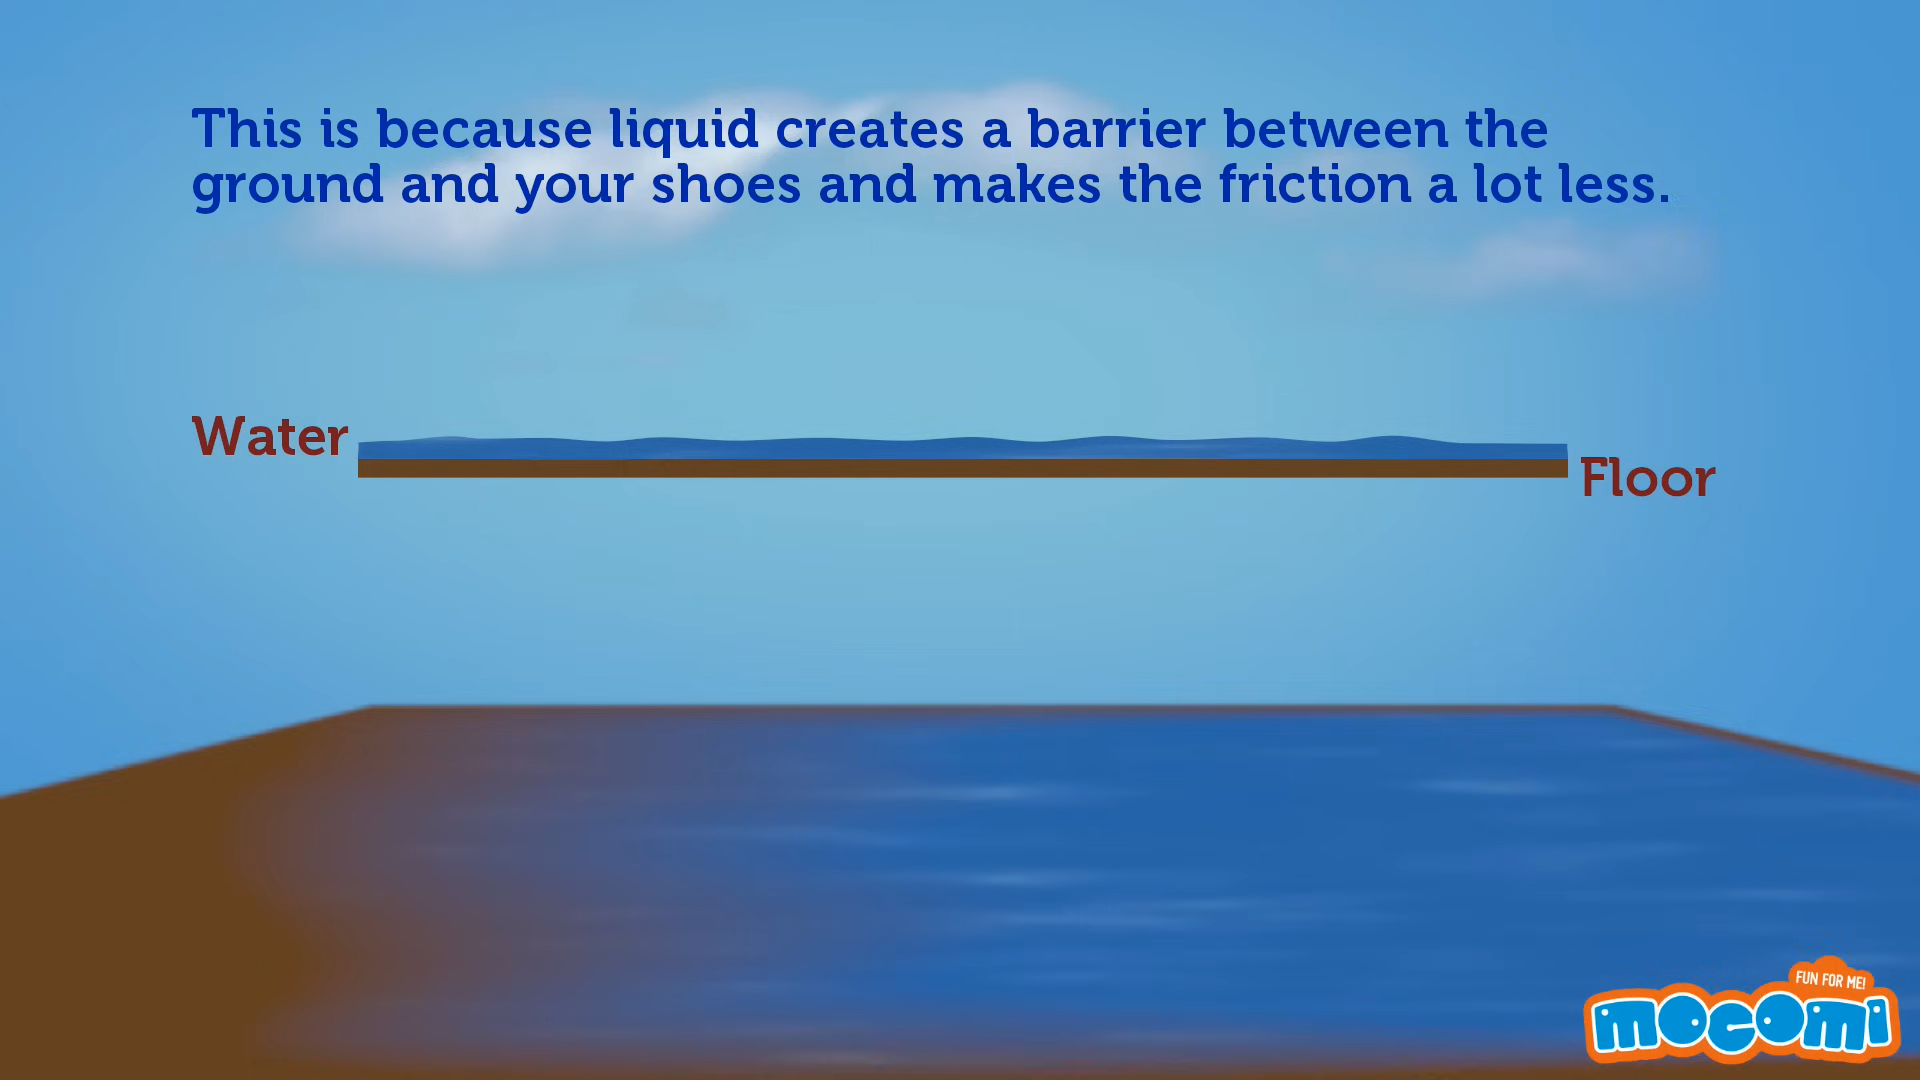 This is because liquid creates a barrier between the
ground and your shoes and makes the friction a lot less.
Water
Floor
FUN FOR ME!
mocomi